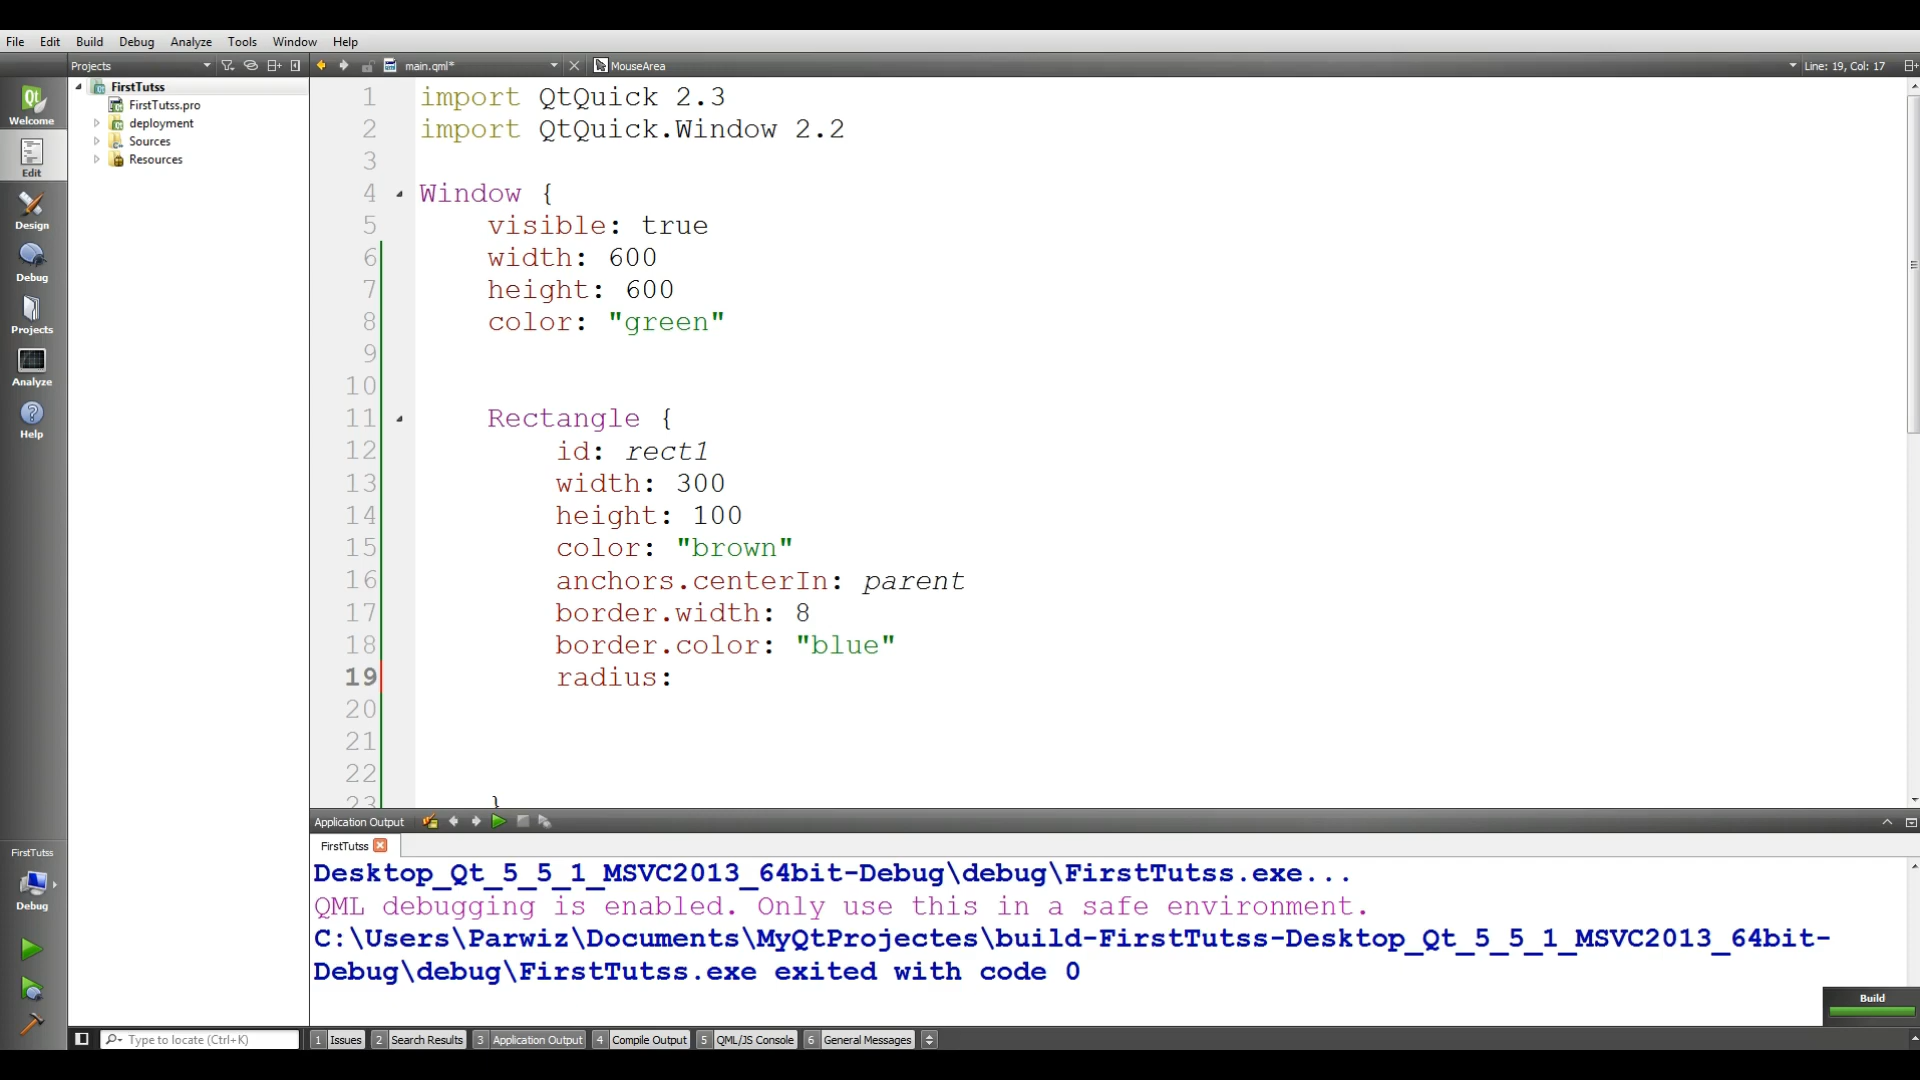 File Edit Build Debug Analyze Tools Window Help
Projects main.qml* MouseArea Line: 19, Col: 17
FirstTutss
FirstTutss.pro
deployment
Sources
Resources
Welcome
Edit
Design
Debug
Projects
Analyze
Help
1 import QtQuick 2.3
2 import QtQuick.Window 2.2
3
4 Window {
5 visible: true
6 width: 600
7 height: 600
8 color: "green"
9
10
11 Rectangle {
12 id: rect1
13 width: 300
14 height: 100
15 color: "brown"
16 anchors.centerIn: parent
17 border.width: 8
18 border.color: "blue"
19 radius:
20
21
22
23 }
Application Output
FirstTutss
Desktop_Qt_5_5_1_MSVC2013_64bit-Debug\debug\FirstTutss.exe...
QML debugging is enabled. Only use this in a safe environment.
C:\Users\Parwiz\Documents\MyQtProjectes\build-FirstTutss-Desktop_Qt_5_5_1_MSVC2013_64bit-
Debug\debug\FirstTutss.exe exited with code 0
FirstTutss
Debug
Build
Type to locate (Ctrl+K) 1 Issues 2 Search Results 3 Application Output 4 Compile Output 5 QML/JS Console 6 General Messages